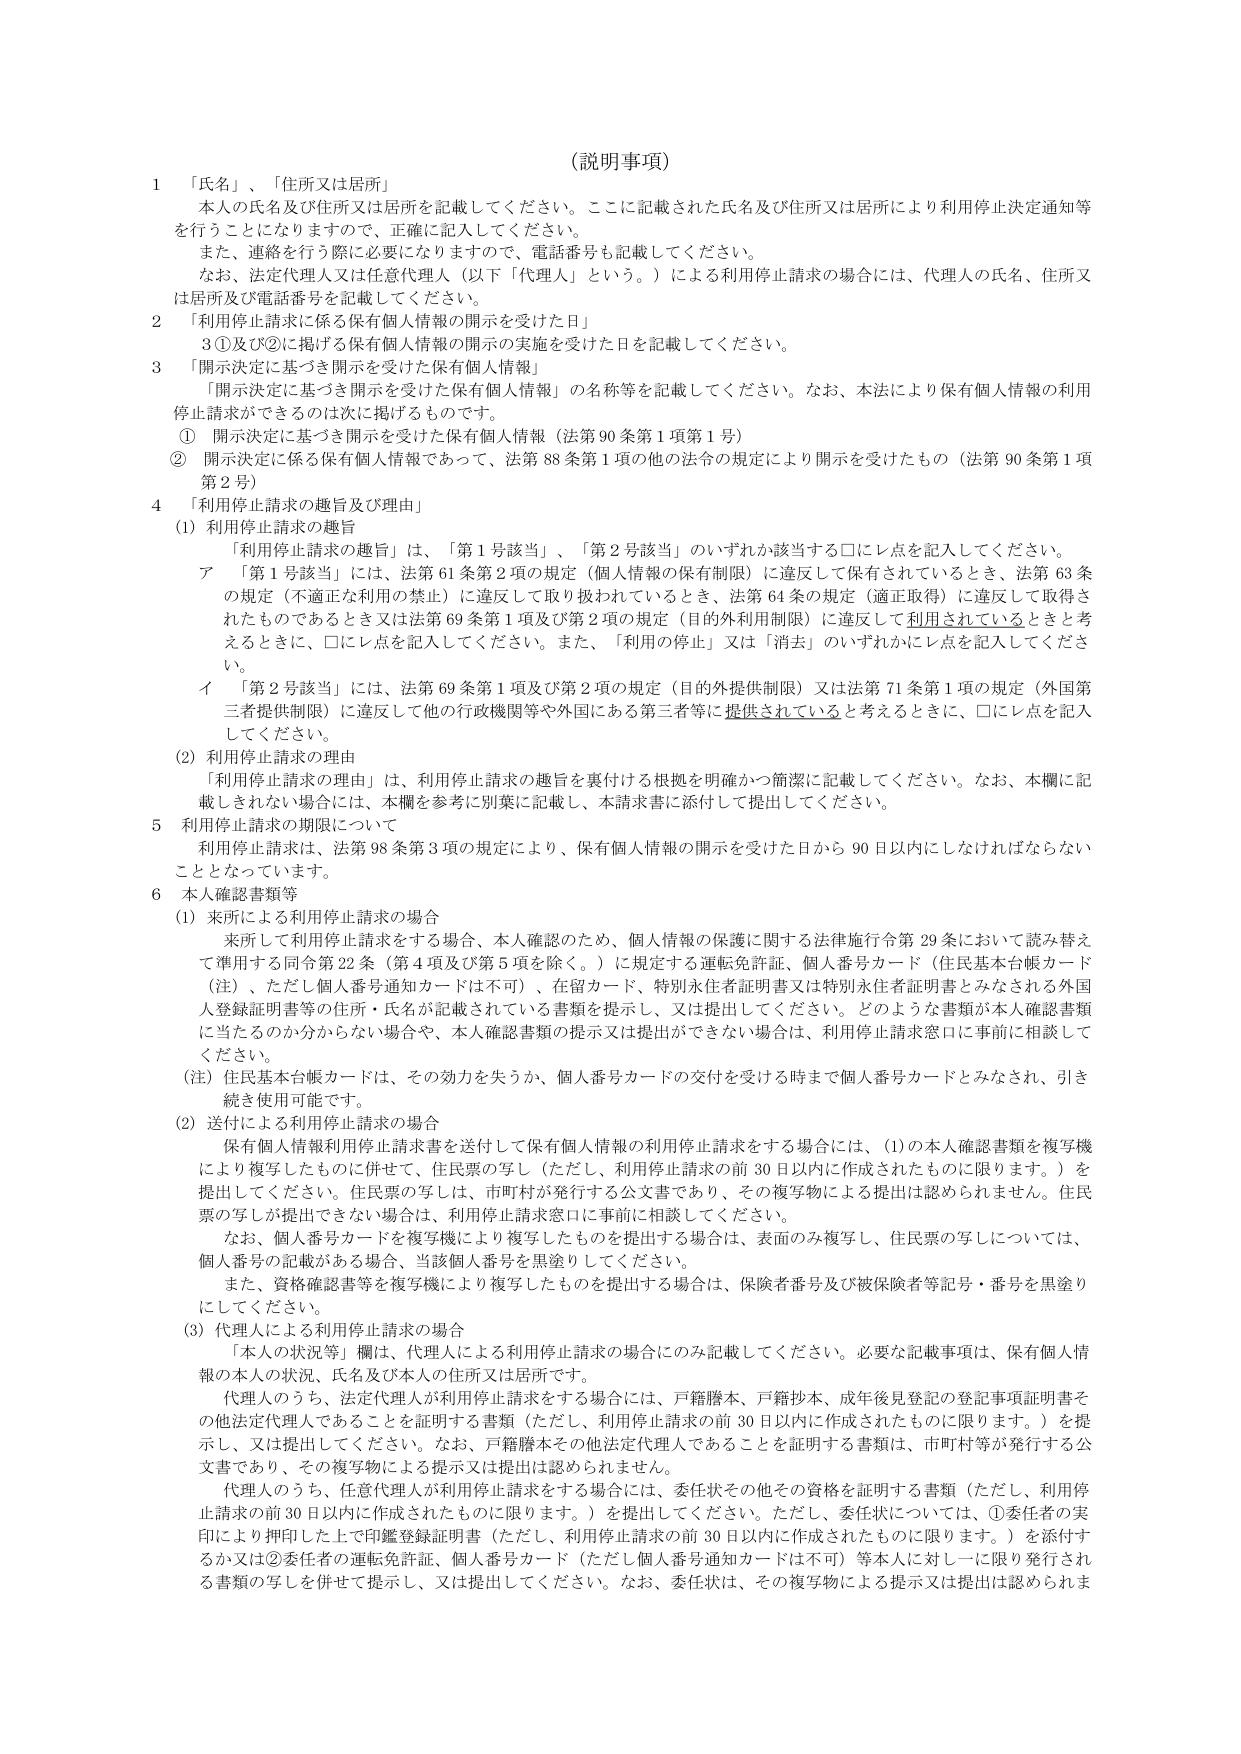 （説明事項）
１　「氏名」、「住所又は居所」
本人の氏名及び住所又は居所を記載してください。ここに記載された氏名及び住所又は居所により利用停止決定通知等
を行うことになりますので、正確に記入してください。
また、連絡を行う際に必要になりますので、電話番号も記載してください。
なお、法定代理人又は任意代理人（以下「代理人」という。）による利用停止請求の場合には、代理人の氏名、住所又
は居所及び電話番号を記載してください。
２　「利用停止請求に係る保有個人情報の開示を受けた日」
３①及び②に掲げる保有個人情報の開示の実施を受けた日を記載してください。
３　「開示決定に基づき開示を受けた保有個人情報」
「開示決定に基づき開示を受けた保有個人情報」の名称等を記載してください。なお、本法により保有個人情報の利用
停止請求ができるのは次に掲げるものです。
①　開示決定に基づき開示を受けた保有個人情報（法第 90 条第１項第１号）
②　開示決定に係る保有個人情報であって、法第 88 条第１項の他の法令の規定により開示を受けたもの（法第 90 条第１項
第２号）
４　「利用停止請求の趣旨及び理由」
(1) 利用停止請求の趣旨
「利用停止請求の趣旨」は、「第１号該当」、「第２号該当」のいずれか該当する□にレ点を記入してください。
ア　「第１号該当」には、法第 61 条第２項の規定（個人情報の保有制限）に違反して保有されているとき、法第 63 条
の規定（不適正な利用の禁止）に違反して取り扱われているとき、法第 64 条の規定（適正取得）に違反して取得さ
れたものであるとき又は法第 69 条第１項及び第２項の規定（目的外利用制限）に違反して利用されているときと考
えるときに、□にレ点を記入してください。また、「利用の停止」又は「消去」のいずれかにレ点を記入してくださ
い。
イ　「第２号該当」には、法第 69 条第１項及び第２項の規定（目的外提供制限）又は法第 71 条第１項の規定（外国第
三者提供制限）に違反して他の行政機関等や外国にある第三者等に提供されていると考えるときに、□にレ点を記入
してください。
(2) 利用停止請求の理由
「利用停止請求の理由」は、利用停止請求の趣旨を裏付ける根拠を明確かつ簡潔に記載してください。なお、本欄に記
載しきれない場合には、本欄を参考に別葉に記載し、本請求書に添付して提出してください。
５　利用停止請求の期限について
利用停止請求は、法第 98 条第３項の規定により、保有個人情報の開示を受けた日から 90 日以内にしなければならない
こととなっています。
６　本人確認書類等
(1) 来所による利用停止請求の場合
来所して利用停止請求をする場合、本人確認のため、個人情報の保護に関する法律施行令第 29 条において読み替え
て準用する同令第 22 条（第４項及び第５項を除く。）に規定する運転免許証、個人番号カード（住民基本台帳カード
（注）、ただし個人番号通知カードは不可）、在留カード、特別永住者証明書又は特別永住者証明書とみなされる外国
人登録証明書等の住所・氏名が記載されている書類を提示し、又は提出してください。どのような書類が本人確認書類
に当たるのか分からない場合や、本人確認書類の提示又は提出ができない場合は、利用停止請求窓口に事前に相談して
ください。
（注）住民基本台帳カードは、その効力を失うか、個人番号カードの交付を受ける時まで個人番号カードとみなされ、引き
続き使用可能です。
(2) 送付による利用停止請求の場合
保有個人情報利用停止請求書を送付して保有個人情報の利用停止請求をする場合には、(1)の本人確認書類を複写機
により複写したものに併せて、住民票の写し（ただし、利用停止請求の前 30 日以内に作成されたものに限ります。）を
提出してください。住民票の写しは、市町村が発行する公文書であり、その複写物による提出は認められません。住民
票の写しが提出できない場合は、利用停止請求窓口に事前に相談してください。
なお、個人番号カードを複写機により複写したものを提出する場合は、表面のみ複写し、住民票の写しについては、
個人番号の記載がある場合、当該個人番号を黒塗りしてください。
また、資格確認書等を複写機により複写したものを提出する場合は、保険者番号及び被保険者等記号・番号を黒塗り
にしてください。
(3) 代理人による利用停止請求の場合
「本人の状況等」欄は、代理人による利用停止請求の場合にのみ記載してください。必要な記載事項は、保有個人情
報の本人の状況、氏名及び本人の住所又は居所です。
代理人のうち、法定代理人が利用停止請求をする場合には、戸籍謄本、戸籍抄本、成年後見登記の登記事項証明書そ
の他法定代理人であることを証明する書類（ただし、利用停止請求の前 30 日以内に作成されたものに限ります。）を提
示し、又は提出してください。なお、戸籍謄本その他法定代理人であることを証明する書類は、市町村等が発行する公
文書であり、その複写物による提示又は提出は認められません。
代理人のうち、任意代理人が利用停止請求をする場合には、委任状その他その資格を証明する書類（ただし、利用停
止請求の前 30 日以内に作成されたものに限ります。）を提出してください。ただし、委任状については、①委任者の実
印により押印した上で印鑑登録証明書（ただし、利用停止請求の前 30 日以内に作成されたものに限ります。）を添付す
るか又は②委任者の運転免許証、個人番号カード（ただし個人番号通知カードは不可）等本人に対し一に限り発行され
る書類の写しを併せて提示し、又は提出してください。なお、委任状は、その複写物による提示又は提出は認められま